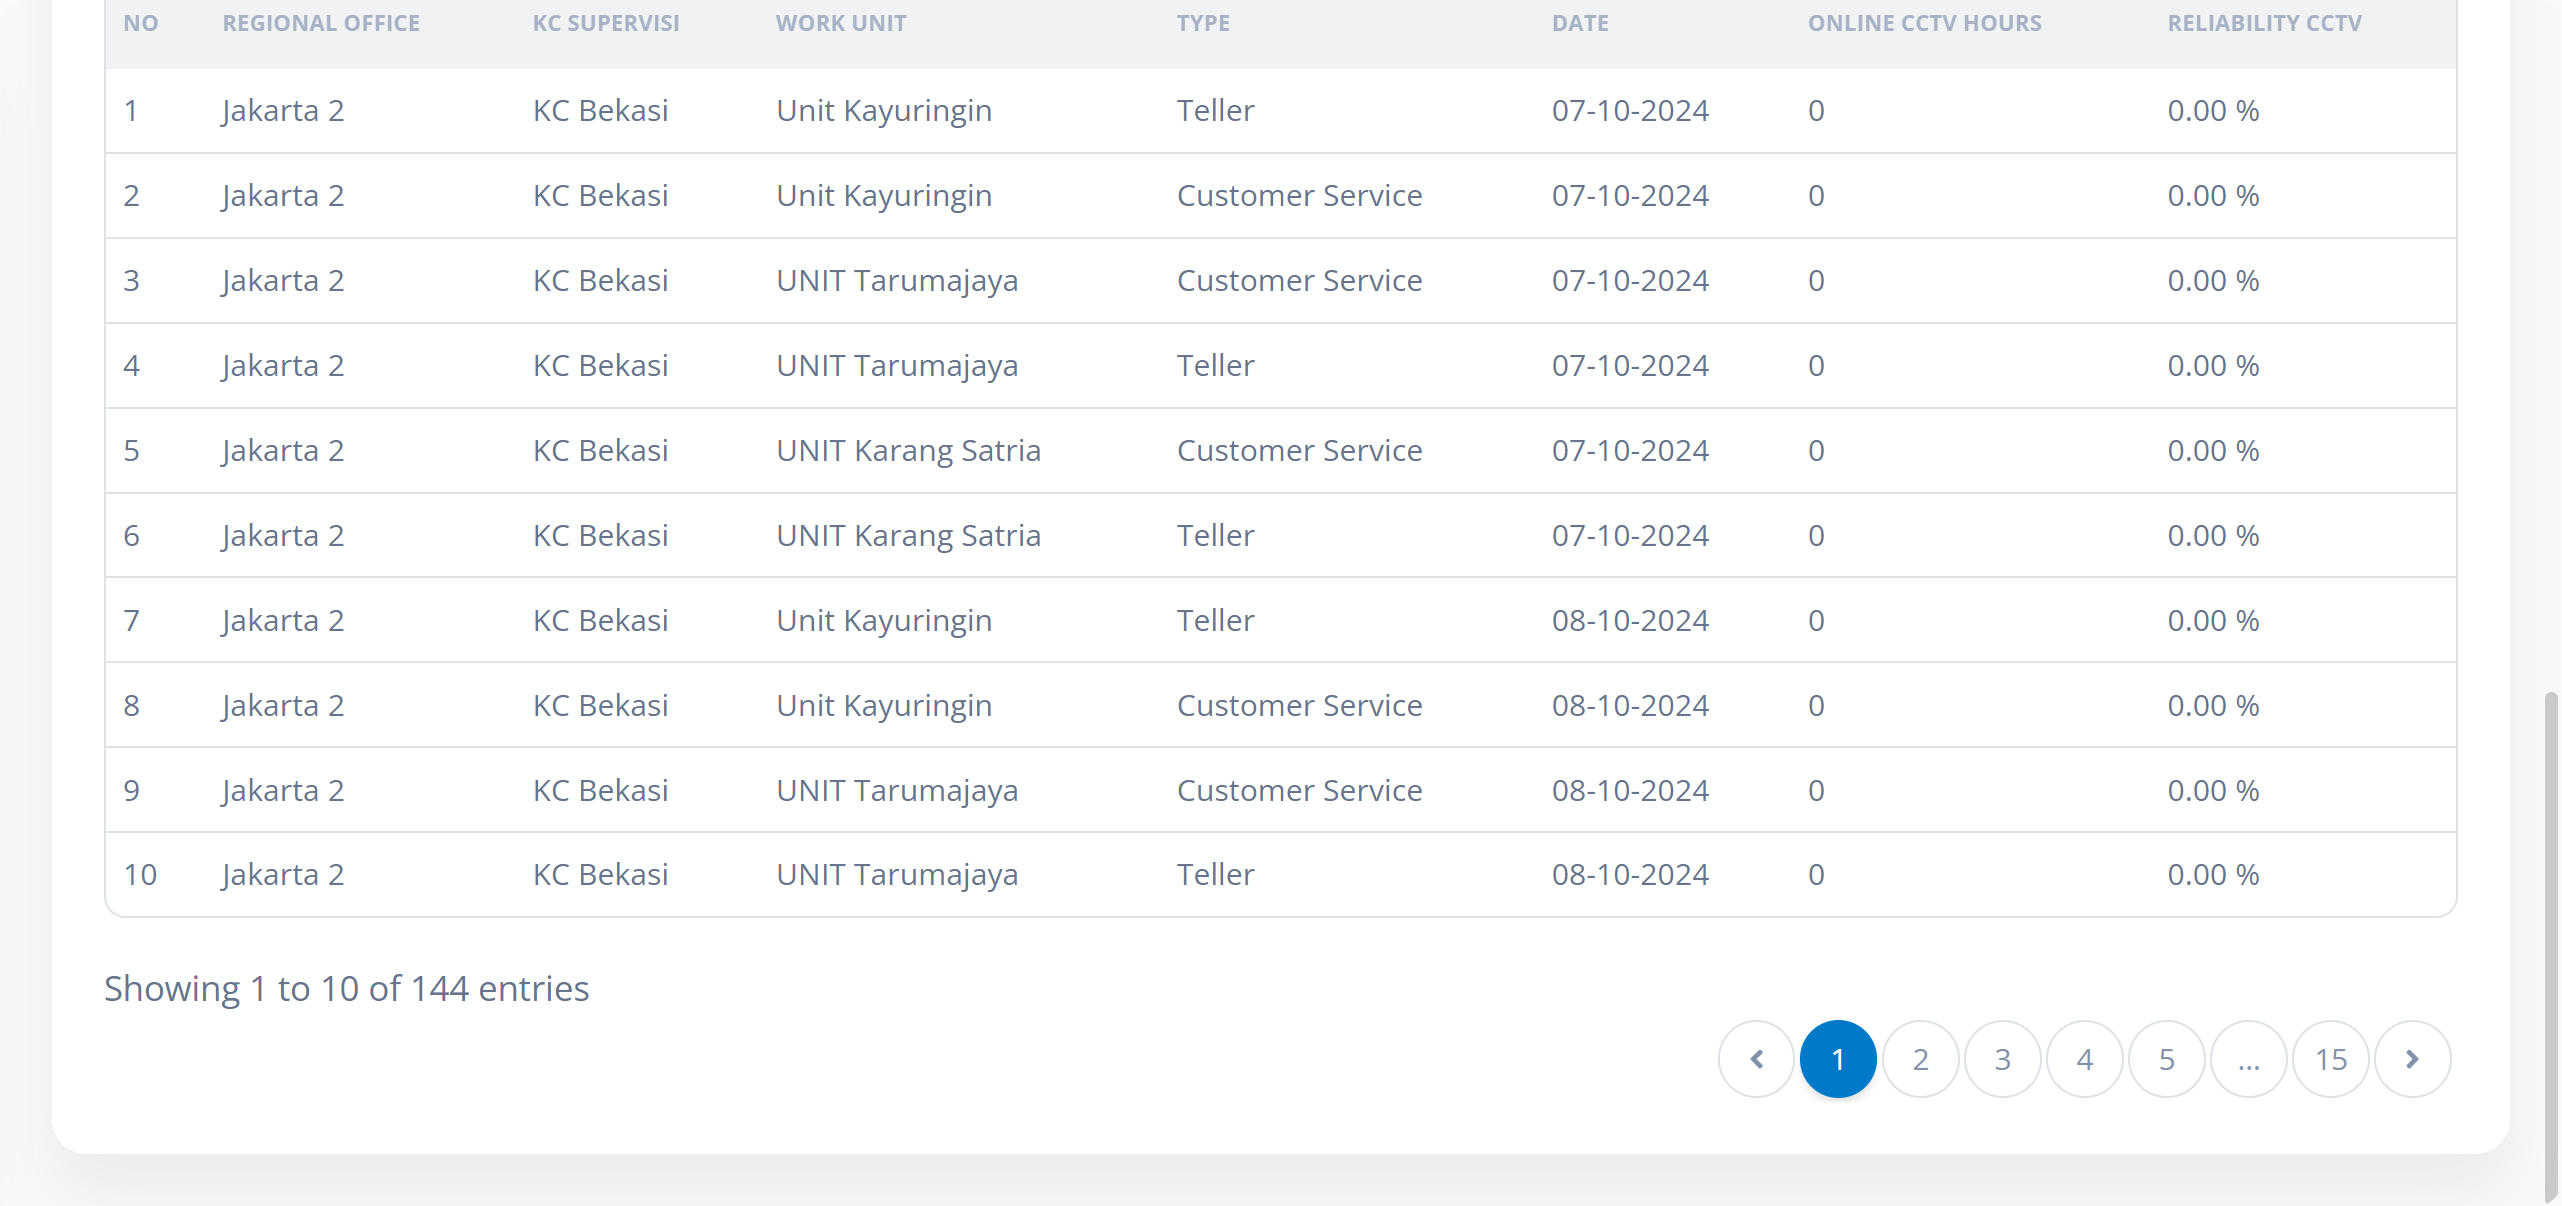 NO REGIONAL OFFICE KC SUPERVISI WORK UNIT TYPE DATE ONLINE CCTV HOURS RELIABILITY CCTV
1 Jakarta 2 KC Bekasi Unit Kayuringin Teller 07-10-2024 0 0.00 %
2 Jakarta 2 KC Bekasi Unit Kayuringin Customer Service 07-10-2024 0 0.00 %
3 Jakarta 2 KC Bekasi UNIT Tarumajaya Customer Service 07-10-2024 0 0.00 %
4 Jakarta 2 KC Bekasi UNIT Tarumajaya Teller 07-10-2024 0 0.00 %
5 Jakarta 2 KC Bekasi UNIT Karang Satria Customer Service 07-10-2024 0 0.00 %
6 Jakarta 2 KC Bekasi UNIT Karang Satria Teller 07-10-2024 0 0.00 %
7 Jakarta 2 KC Bekasi Unit Kayuringin Teller 08-10-2024 0 0.00 %
8 Jakarta 2 KC Bekasi Unit Kayuringin Customer Service 08-10-2024 0 0.00 %
9 Jakarta 2 KC Bekasi UNIT Tarumajaya Customer Service 08-10-2024 0 0.00 %
10 Jakarta 2 KC Bekasi UNIT Tarumajaya Teller 08-10-2024 0 0.00 %
Showing 1 to 10 of 144 entries
1 2 3 4 5 ... 15